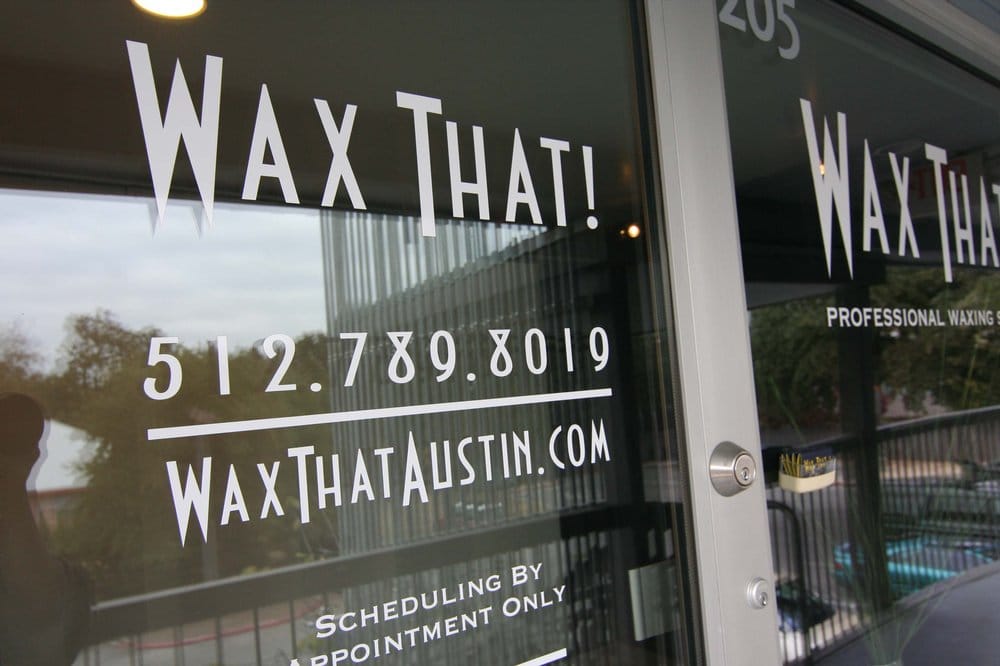 Wax That!
512.789.8019
WaxThatAustin.com
Scheduling By
Appointment Only
205
Wax That
Professional Waxing